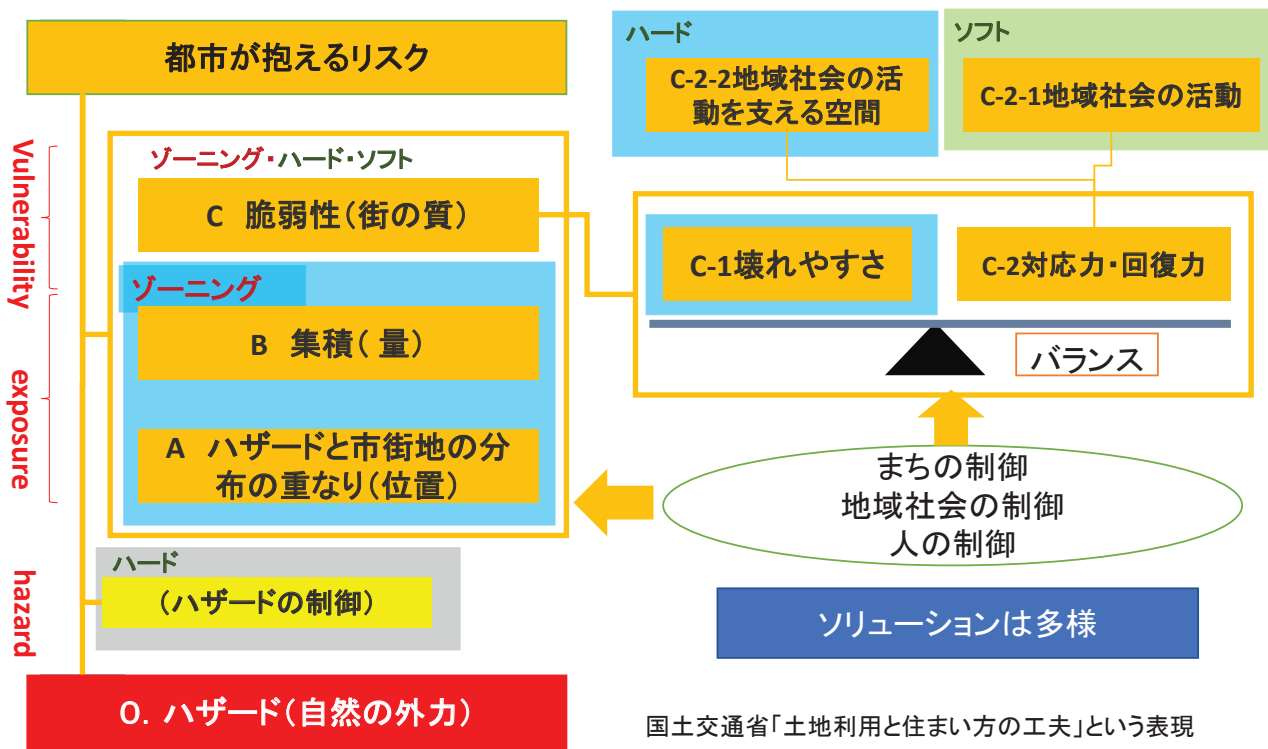 都市が抱えるリスク
Vulnerability
exposure
hazard
ゾーニング・ハード・ソフト
C　脆弱性（街の質）
ゾーニング
B　集積（ 量）
A　ハザードと市街地の分
布の重なり（位置）
ハード
（ハザードの制御）
0．ハザード（自然の外力）
ハード
C-2-2地域社会の活
動を支える空間
ソフト
C-2-1地域社会の活動
C-1壊れやすさ
C-2対応力・回復力
バランス
まちの制御
地域社会の制御
人の制御
ソリューションは多様
国土交通省「土地利用と住まい方の工夫」という表現